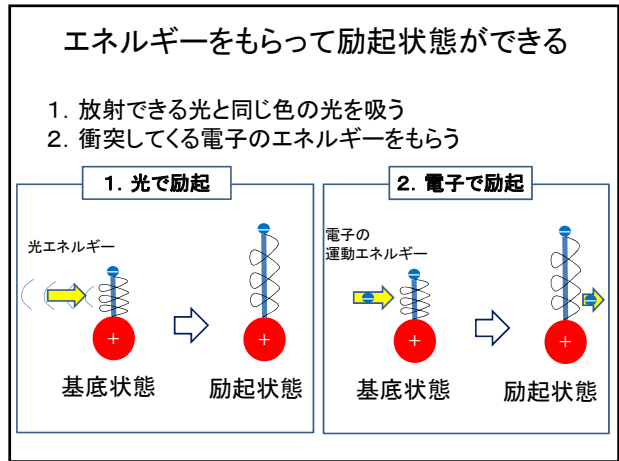 エネルギーをもらって励起状態ができる
1. 放射できる光と同じ色の光を吸う
2. 衝突してくる電子のエネルギーをもらう
1. 光で励起
光エネルギー
+
+
基底状態
励起状態
2. 電子で励起
電子の
運動エネルギー
+
+
基底状態
励起状態